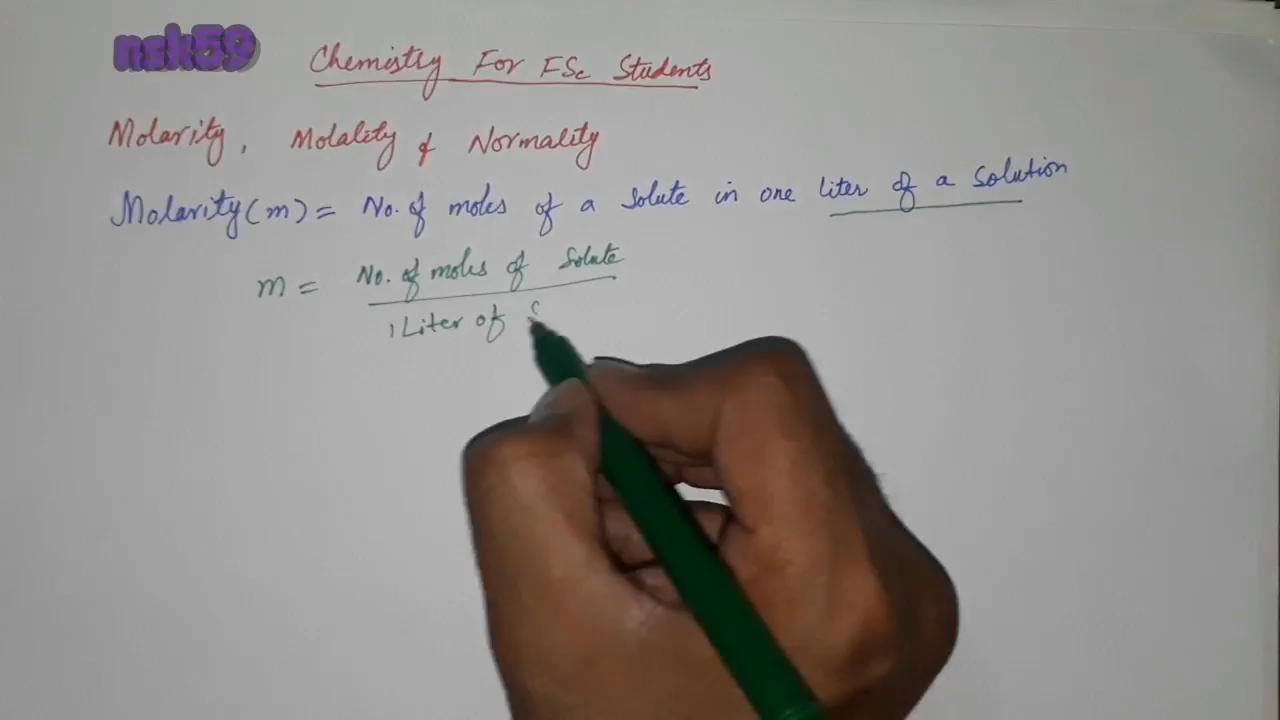 nsk59
Chemistry For FSc Students
Molarity, Molality & Normality
Molarity(m) = No. of moles of a solute in one liter of a solution
m = No. of moles of Solute
1 Liter of S